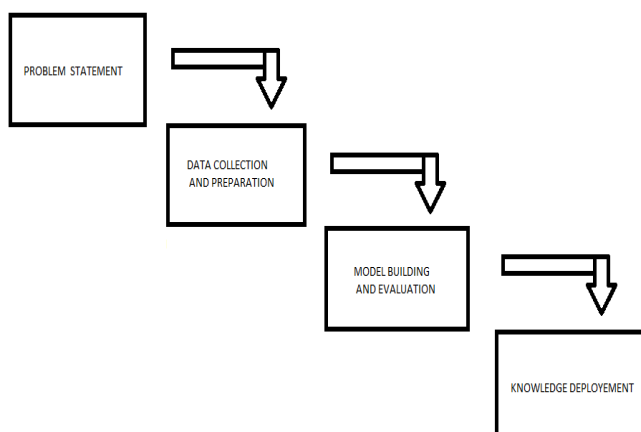 PROBLEM STATEMENT
DATA COLLECTION
AND PREPARATION
MODEL BUILDING
AND EVALUATION
KNOWLEDGE DEPLOYEMENT